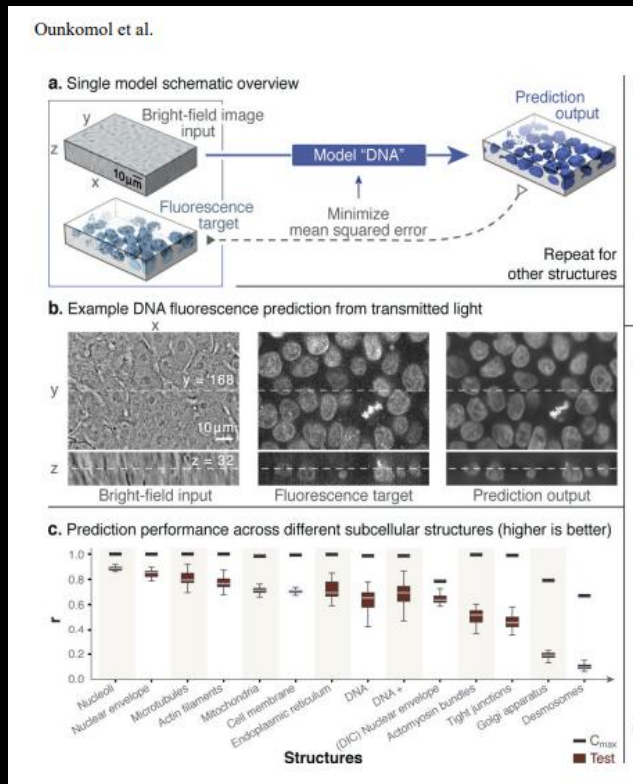 Ounkomol et al.
a. Single model schematic overview
Bright-field image
input
y
z
x
10µm
Model "DNA"
Prediction
output
Fluorescence
target
Minimize
mean squared error
Repeat for
other structures
b. Example DNA fluorescence prediction from transmitted light
x
y
y = 168
10µm
z
z = 32
Bright-field input
Fluorescence target
Prediction output
c. Prediction performance across different subcellular structures (higher is better)
r
1.0
0.8
0.6
0.4
0.2
0.0
Nucleoli
Nuclear envelope
Microtubules
Actin filaments
Mitochondria
Cell membrane
Endoplasmic reticulum
DNA
DNA +
(DIC) Nuclear envelope
Actomyosin bundles
Tight junctions
Golgi apparatus
Desmosomes
Structures
Cmax
Test